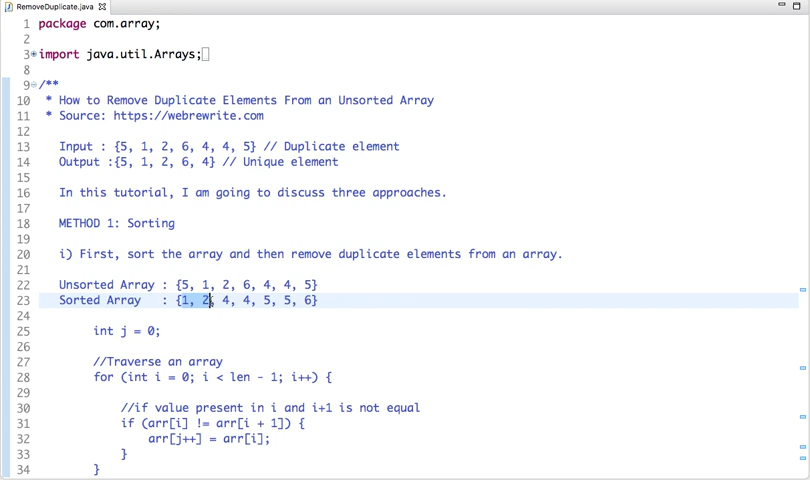 RemoveDuplicate.java
1 package com.array;
2
3 import java.util.Arrays;
8
9 /**
10 * How to Remove Duplicate Elements From an Unsorted Array
11 * Source: https://webrewrite.com
12
13 Input : {5, 1, 2, 6, 4, 4, 5} // Duplicate element
14 Output :{5, 1, 2, 6, 4} // Unique element
15
16 In this tutorial, I am going to discuss three approaches.
17
18 METHOD 1: Sorting
19
20 i) First, sort the array and then remove duplicate elements from an array.
21
22 Unsorted Array : {5, 1, 2, 6, 4, 4, 5}
23 Sorted Array : {1, 2, 4, 4, 5, 5, 6}
24
25 int j = 0;
26
27 //Traverse an array
28 for (int i = 0; i < len - 1; i++) {
29
30 //if value present in i and i+1 is not equal
31 if (arr[i] != arr[i + 1]) {
32 arr[j++] = arr[i];
33 }
34 }